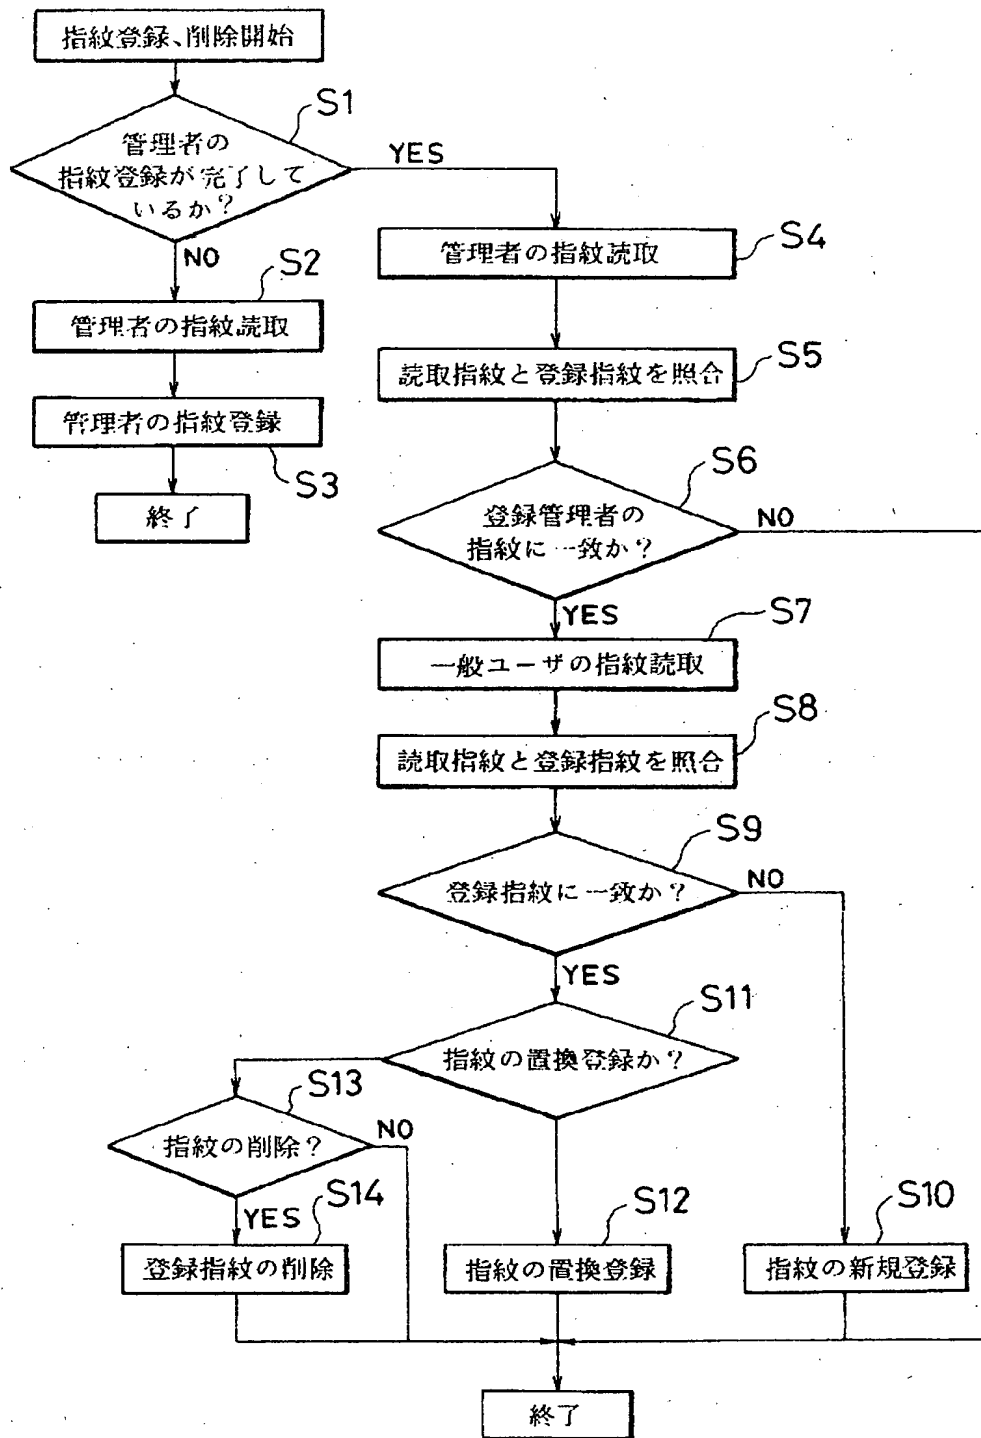 指紋登録、削除開始
S1
管理者の
指紋登録が完了して
いるか?
YES
NO
S2
管理者の指紋読取
管理者の指紋登録
S3
終了
S4
管理者の指紋読取
S5
読取指紋と登録指紋を照合
S6
登録管理者の
指紋に一致か?
NO
YES
S7
一般ユーザの指紋読取
S8
読取指紋と登録指紋を照合
S9
登録指紋に一致か?
NO
YES
S11
指紋の置換登録か?
S13
指紋の削除?
NO
YES
S14
登録指紋の削除
S12
指紋の置換登録
S10
指紋の新規登録
終了